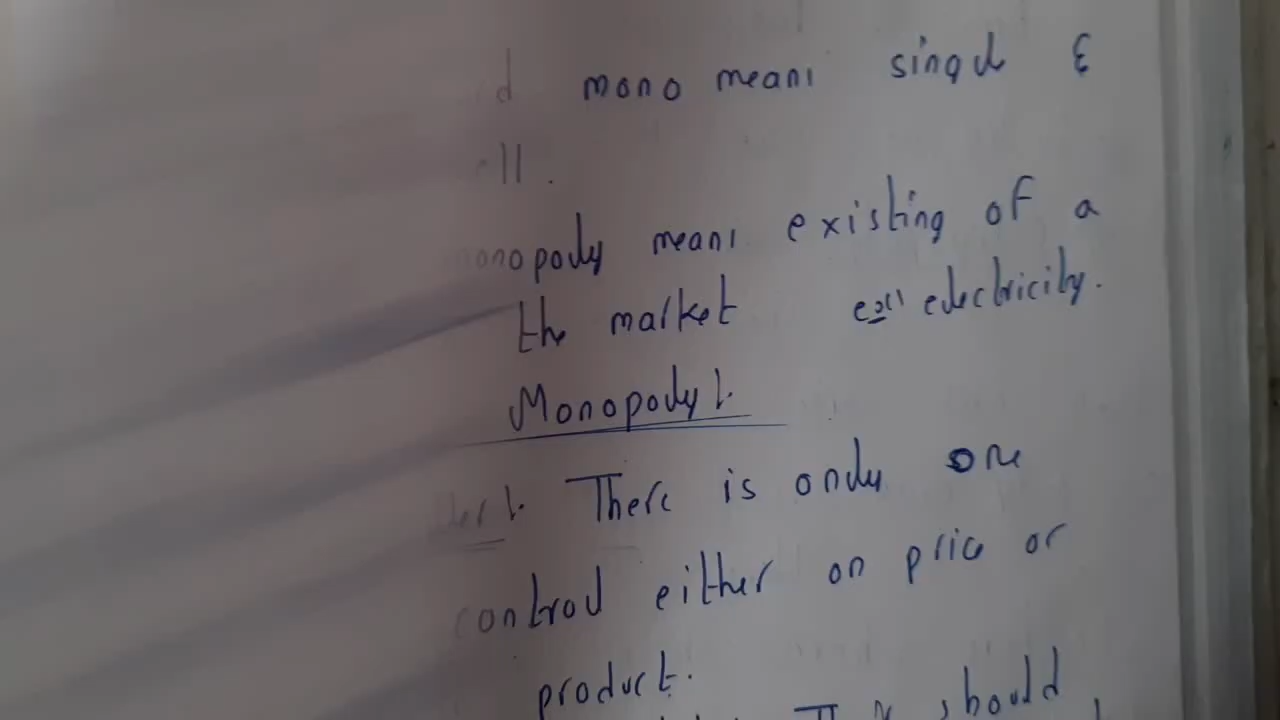 mono means single &
ll.
monopoly means existing of a
the market electricity.
Monopoly :
There is only one
control either on price or
product.
should